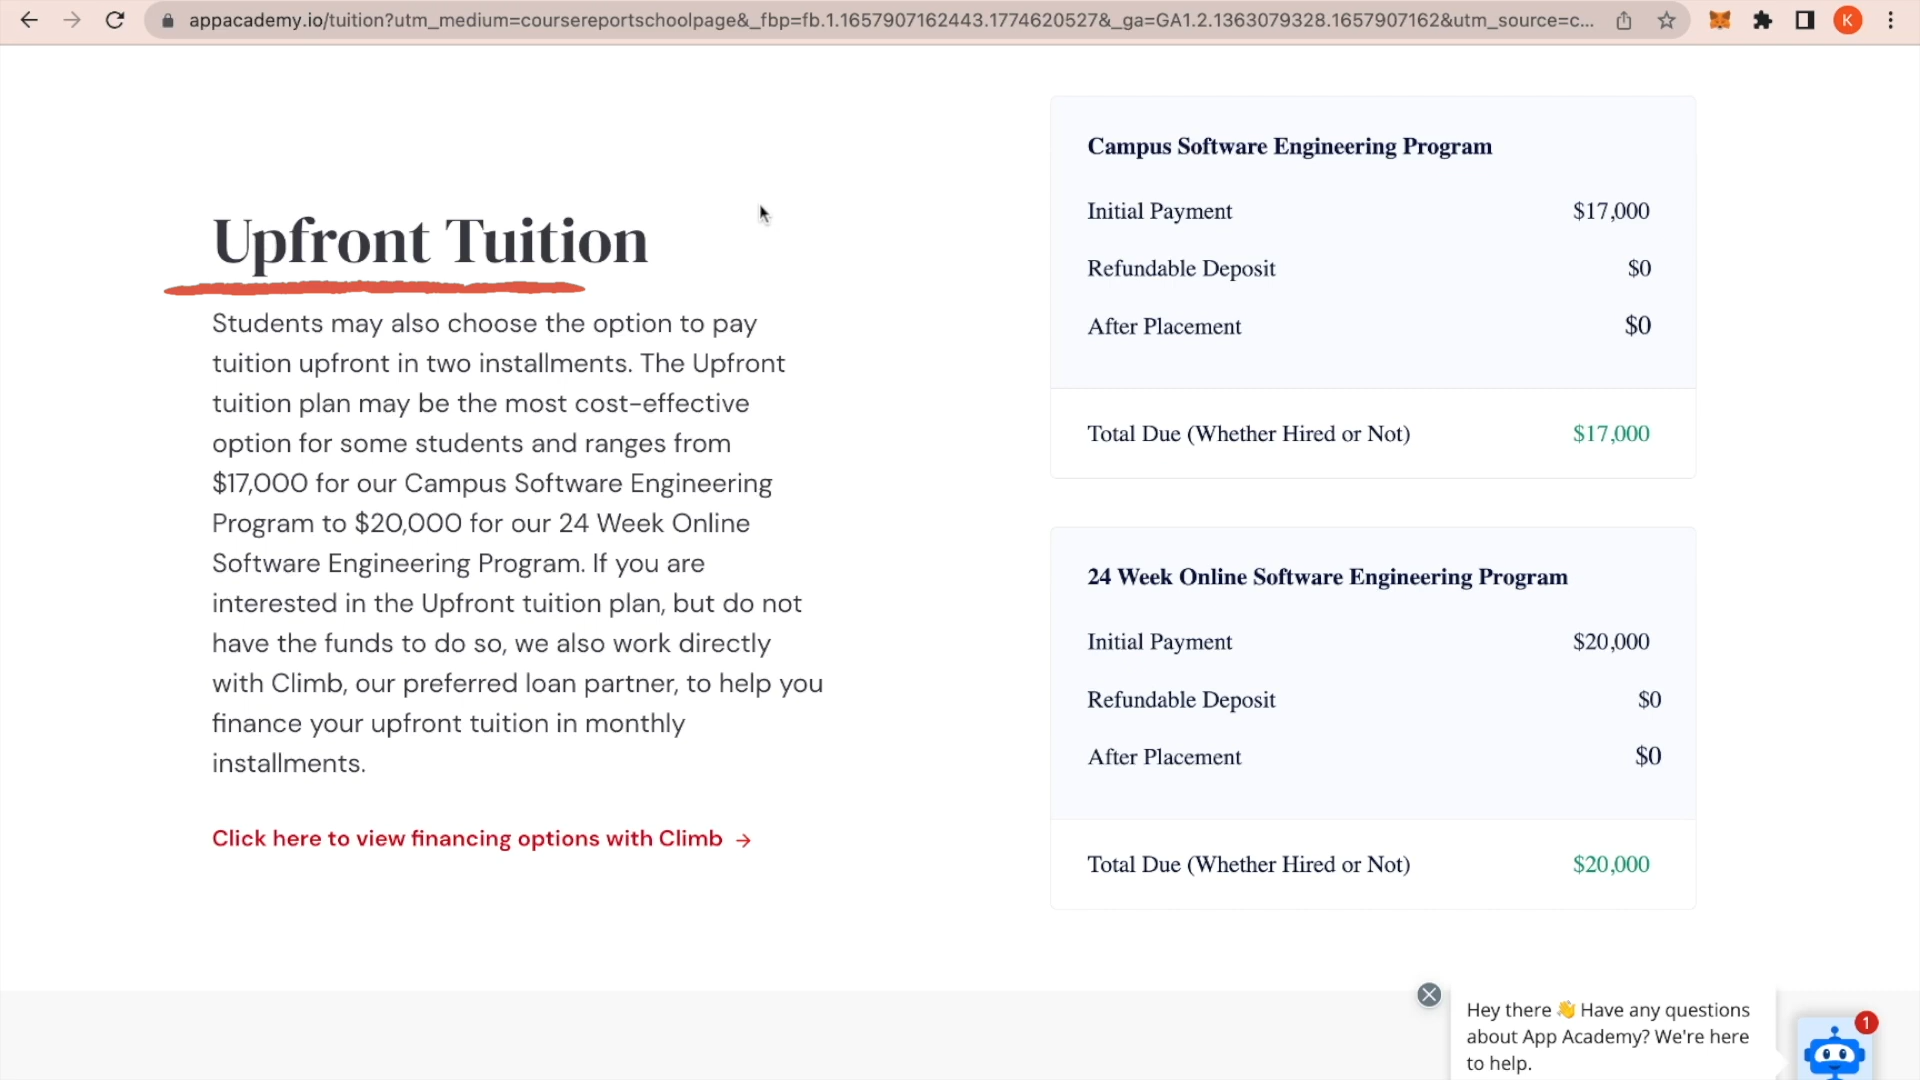 appacademy.io/tuition?utm_medium=coursereportschoolpage&_fbp=fb.1.1657907162443.1774620527&_ga=GA1.2.1363079328.1657907162&utm_source=c...
K
Upfront Tuition
Students may also choose the option to pay
tuition upfront in two installments. The Upfront
tuition plan may be the most cost-effective
option for some students and ranges from
$17,000 for our Campus Software Engineering
Program to $20,000 for our 24 Week Online
Software Engineering Program. If you are
interested in the Upfront tuition plan, but do not
have the funds to do so, we also work directly
with Climb, our preferred loan partner, to help you
finance your upfront tuition in monthly
installments.
Click here to view financing options with Climb →
Campus Software Engineering Program
Initial Payment $17,000
Refundable Deposit $0
After Placement $0
Total Due (Whether Hired or Not) $17,000
24 Week Online Software Engineering Program
Initial Payment $20,000
Refundable Deposit $0
After Placement $0
Total Due (Whether Hired or Not) $20,000
Hey there 👋 Have any questions
about App Academy? We're here
to help.
1